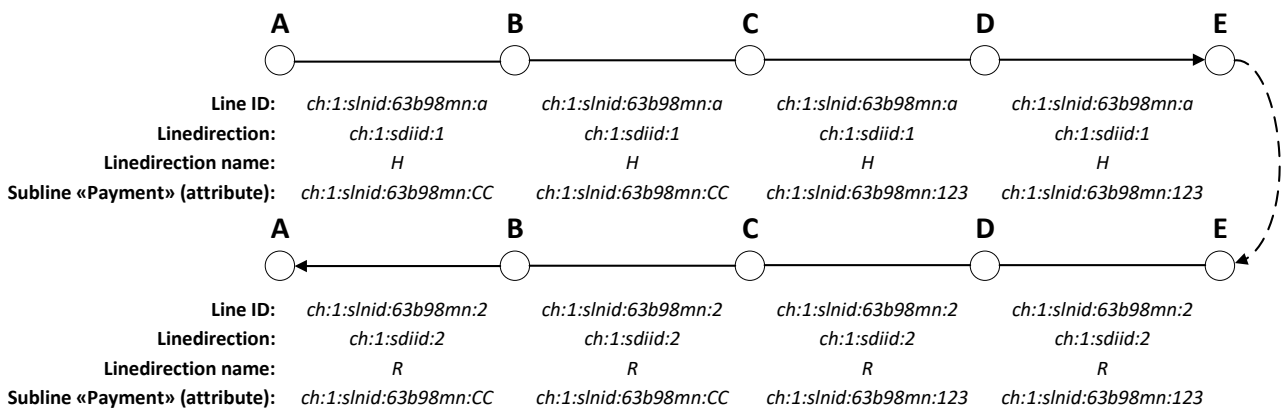 A B C D E
Line ID: ch:1:slnid:63b98mn:a ch:1:slnid:63b98mn:a ch:1:slnid:63b98mn:a ch:1:slnid:63b98mn:a
Linedirection: ch:1:sdiid:1 ch:1:sdiid:1 ch:1:sdiid:1 ch:1:sdiid:1
Linedirection name: H H H H
Subline «Payment» (attribute): ch:1:slnid:63b98mn:CC ch:1:slnid:63b98mn:CC ch:1:slnid:63b98mn:123 ch:1:slnid:63b98mn:123
A B C D E
Line ID: ch:1:slnid:63b98mn:2 ch:1:slnid:63b98mn:2 ch:1:slnid:63b98mn:2 ch:1:slnid:63b98mn:2
Linedirection: ch:1:sdiid:2 ch:1:sdiid:2 ch:1:sdiid:2 ch:1:sdiid:2
Linedirection name: R R R R
Subline «Payment» (attribute): ch:1:slnid:63b98mn:CC ch:1:slnid:63b98mn:CC ch:1:slnid:63b98mn:123 ch:1:slnid:63b98mn:123